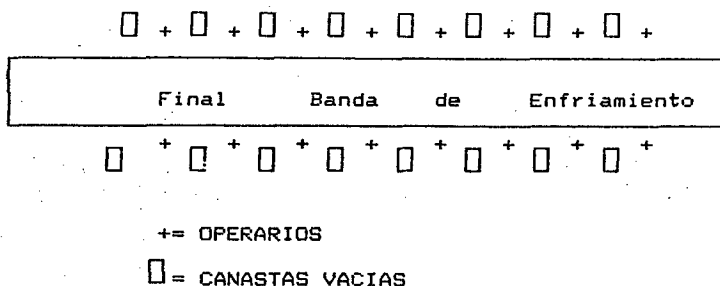 Final Banda de Enfriamiento
+= OPERARIOS
= CANASTAS VACIAS